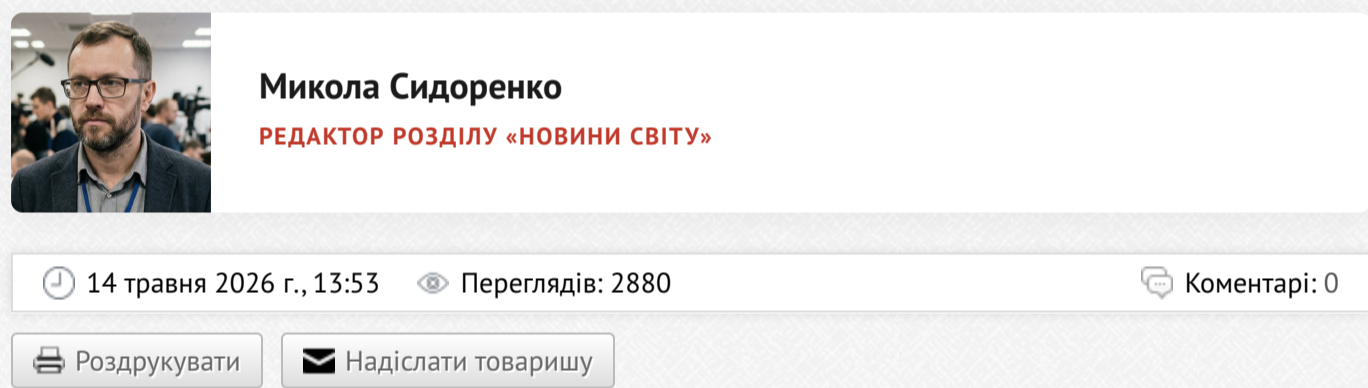 Микола Сидоренко
РЕДАКТОР РОЗДІЛУ «НОВИНИ СВІТУ»
14 травня 2026 г., 13:53 Переглядів: 2880 Коментарі: 0
Роздрукувати Надіслати товаришу